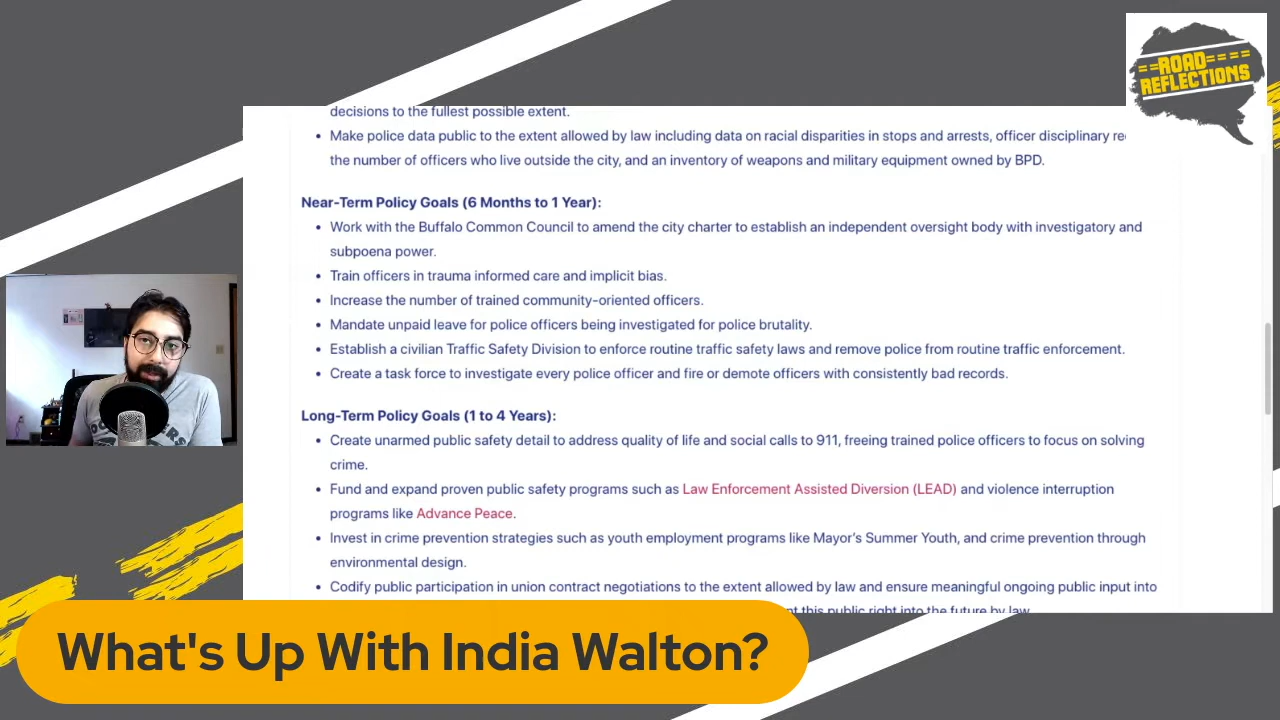 ==ROAD====
REFLECTIONS
decisions to the fullest possible extent.
• Make police data public to the extent allowed by law including data on racial disparities in stops and arrests, officer disciplinary
the number of officers who live outside the city, and an inventory of weapons and military equipment owned by BPD.
Near-Term Policy Goals (6 Months to 1 Year):
• Work with the Buffalo Common Council to amend the city charter to establish an independent oversight body with investigatory and
subpoena power.
• Train officers in trauma informed care and implicit bias.
• Increase the number of trained community-oriented officers.
• Mandate unpaid leave for police officers being investigated for police brutality.
• Establish a civilian Traffic Safety Division to enforce routine traffic safety laws and remove police from routine traffic enforcement.
• Create a task force to investigate every police officer and fire or demote officers with consistently bad records.
Long-Term Policy Goals (1 to 4 Years):
• Create unarmed public safety detail to address quality of life and social calls to 911, freeing trained police officers to focus on solving
crime.
• Fund and expand proven public safety programs such as Law Enforcement Assisted Diversion (LEAD) and violence interruption
programs like Advance Peace.
• Invest in crime prevention strategies such as youth employment programs like Mayor's Summer Youth, and crime prevention through
environmental design.
• Codify public participation in union contract negotiations to the extent allowed by law and ensure meaningful ongoing public input into
this public right into the future by law
What's Up With India Walton?